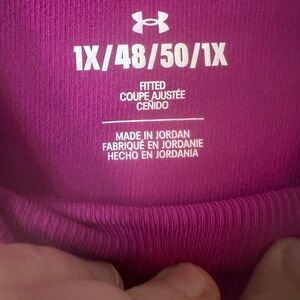 1X/48/50/1X
FITTED
COUPE AJUSTÉE
CEÑIDO
MADE IN JORDAN
FABRIQUÉ EN JORDANIE
HECHO EN JORDANIA